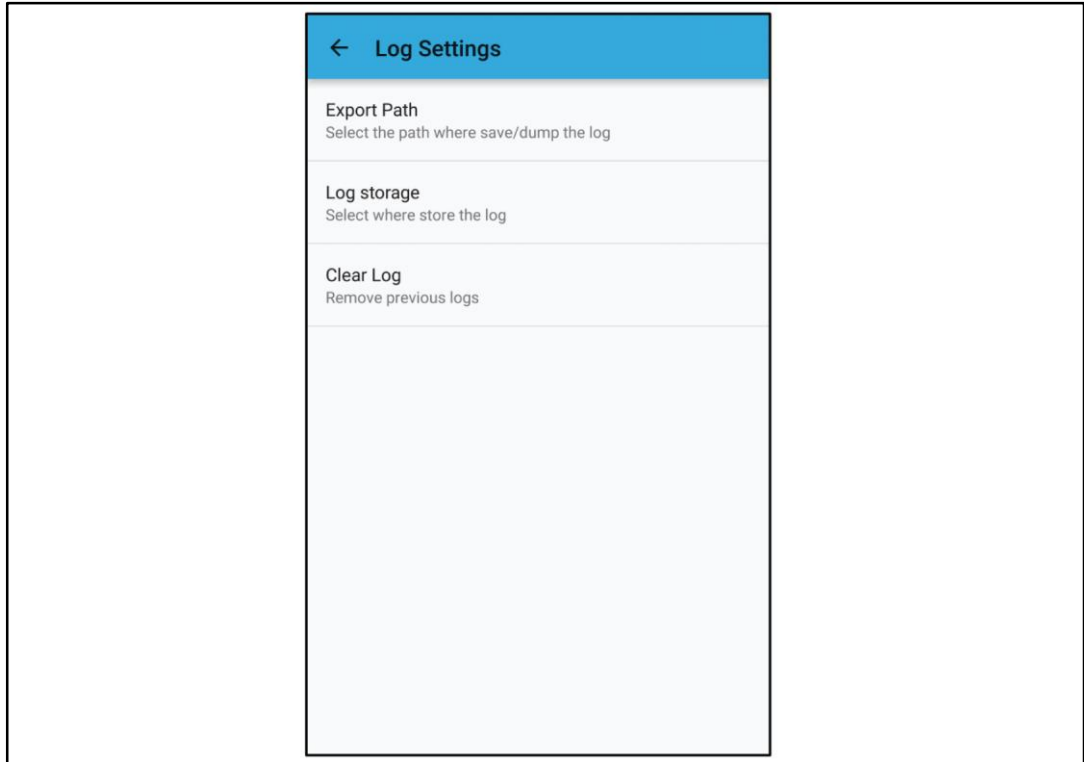 Log Settings
Export Path
Select the path where save/dump the log
Log storage
Select where store the log
Clear Log
Remove previous logs